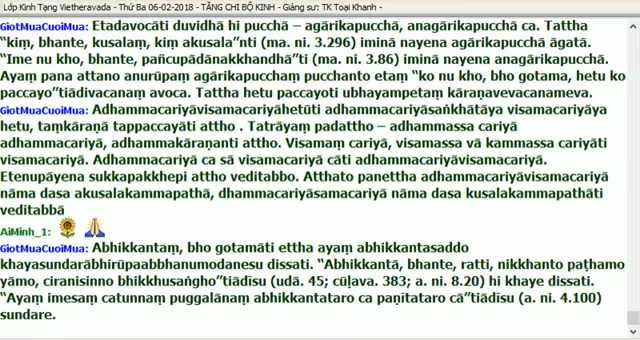 Lớp Kinh Tạng Vietheravada - Thứ Ba 06-02-2018 - TĂNG CHI BỘ KINH - Giảng sư: TK Toại Khanh -
GiotMuaCuoiMua: Etadavocāti duvidhā hi pucchā – agārikapucchā, anagārikapucchā ca. Tattha
“kiṃ, bhante, kusalaṃ, kiṃ akusala”nti (ma. ni. 3.296) iminā nayena agārikapucchā āgatā.
“Ime nu kho, bhante, pañcupādānakkhandhā”ti (ma. ni. 3.86) iminā nayena anagārikapucchā.
Ayaṃ pana attano anurūpaṃ agārikapucchaṃ pucchanto etaṃ “ko nu kho, bho gotama, hetu ko
paccayo”tiādivacanaṃ avoca. Tattha hetu paccayoti ubhayampetaṃ kāraṇavevacanameva.
GiotMuaCuoiMua: Adhammacariyāvisamacariyāhetūti adhammacariyāsaṅkhātāya visamacariyāya
hetu, taṃkāraṇā tappaccayāti attho . Tatrāyaṃ padattho – adhammassa cariyā
adhammacariyā, adhammakāraṇanti attho. Visamaṃ cariyā, visamassa vā kammassa cariyāti
visamacariyā. Adhammacariyā ca sā visamacariyā cāti adhammacariyāvisamacariyā.
Etenupāyena sukkapakkhepi attho veditabbo. Atthato panettha adhammacariyāvisamacariyā
nāma dasa akusalakammapathā, dhammacariyāsamacariyā nāma dasa kusalakammapathāti
veditabbā
AiMinh_1:
GiotMuaCuoiMua: Abhikkantaṃ, bho gotamāti ettha ayaṃ abhikkantasaddo
khayasundarābhirūpaabbhanumodanesu dissati. “Abhikkantā, bhante, ratti, nikkhanto paṭhamo
yāmo, ciranisinno bhikkhusaṅgho”tiādīsu (udā. 45; cūḷava. 383; a. ni. 8.20) hi khaye dissati.
“Ayaṃ imesaṃ catunnaṃ puggalānaṃ abhikkantataro ca paṇītataro cā”tiādīsu (a. ni. 4.100)
sundare.